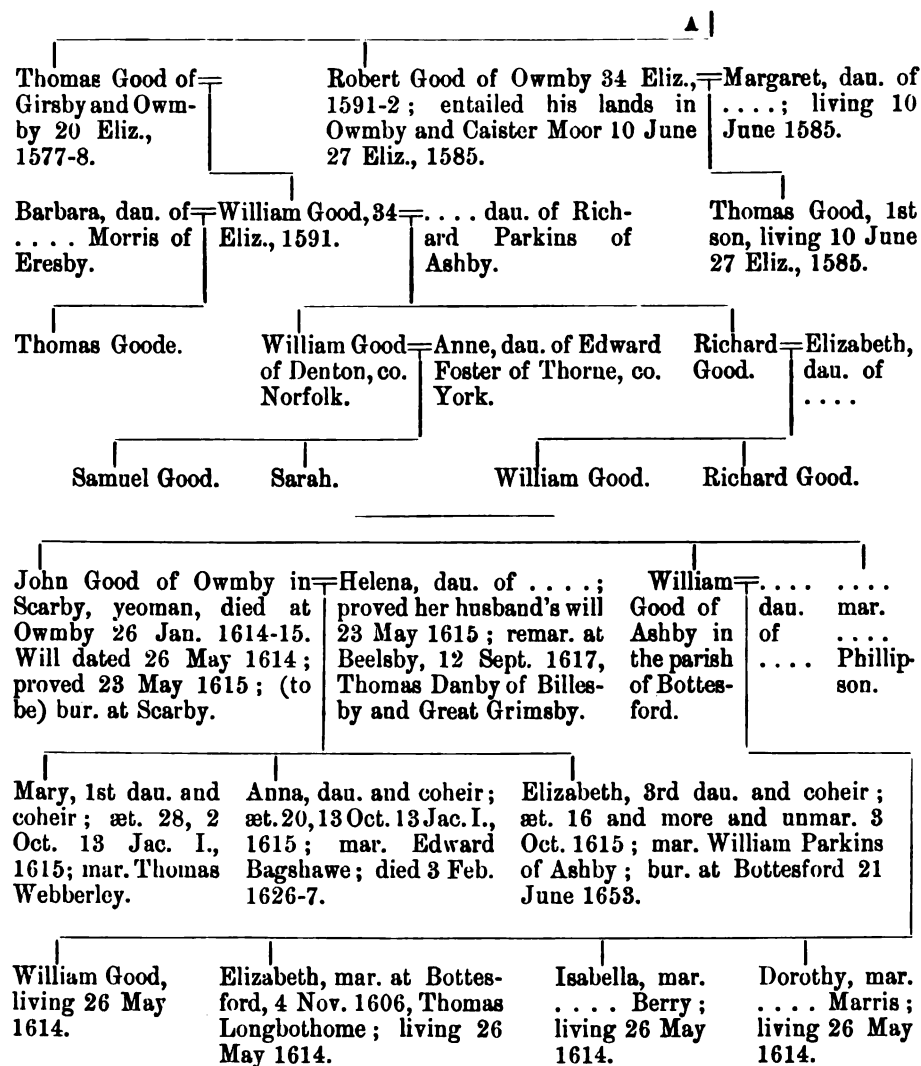 A
Thomas Good of
Girsby and Owm-
by 20 Eliz.,
1577-8.
Robert Good of Owmby 34 Eliz.,
1591-2 ; entailed his lands in
Owmby and Caister Moor 10 June
27 Eliz., 1585.
Margaret, dau. of
. . . . ; living 10
June 1585.
Barbara, dau. of
. . . . Morris of
Eresby.
William Good, 34
Eliz., 1591.
. . . . dau. of Rich-
ard Parkins of
Ashby.
Thomas Good, 1st
son, living 10 June
27 Eliz., 1585.
Thomas Goode.
William Good
of Denton, co.
Norfolk.
Anne, dau. of Edward
Foster of Thorne, co.
York.
Richard
Good.
Elizabeth,
dau. of
. . . .
Samuel Good.
Sarah.
William Good.
Richard Good.
John Good of Owmby in
Scarby, yeoman, died at
Owmby 26 Jan. 1614-15.
Will dated 26 May 1614 ;
proved 23 May 1615 ; (to
be) bur. at Scarby.
Helena, dau. of . . . . ;
proved her husband's will
23 May 1615 ; remar. at
Beelsby, 12 Sept. 1617,
Thomas Danby of Billes-
by and Great Grimsby.
William
Good of
Ashby in
the parish
of Bottes-
ford.
. . . .
dau.
of
. . . .
. . . .
mar.
. . . .
Phillip-
son.
Mary, 1st dau. and
coheir ; æt. 28, 2
Oct. 13 Jac. I.,
1615; mar. Thomas
Webberley.
Anna, dau. and coheir ;
æt. 20, 13 Oct. 13 Jac. I.,
1615 ; mar. Edward
Bagshawe ; died 3 Feb.
1626-7.
Elizabeth, 3rd dau. and coheir ;
æt. 16 and more and unmar. 3
Oct. 1615 ; mar. William Parkins
of Ashby ; bur. at Bottesford 21
June 1653.
William Good,
living 26 May
1614.
Elizabeth, mar. at Bottes-
ford, 4 Nov. 1606, Thomas
Longbothome ; living 26
May 1614.
Isabella, mar.
. . . . Berry ;
living 26 May
1614.
Dorothy, mar.
. . . . Marris ;
living 26 May
1614.